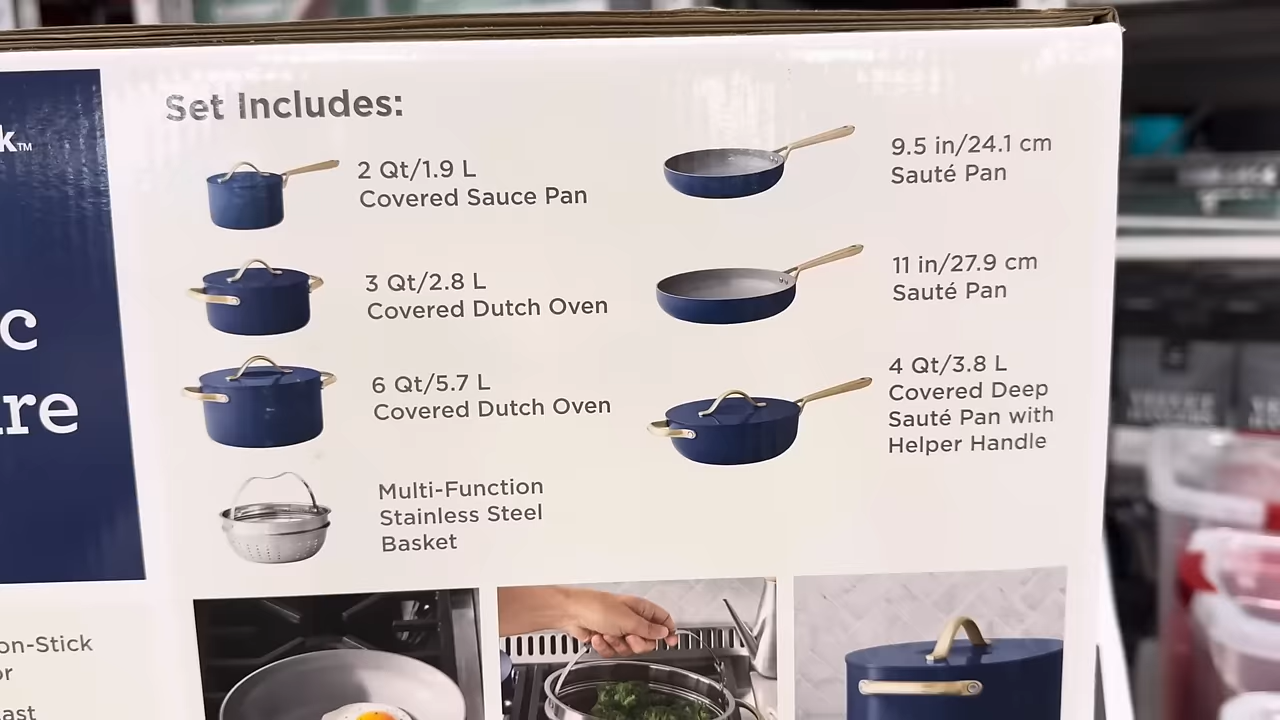 k™
c
re
on-Stick
or
ast
Set Includes:
2 Qt/1.9 L
Covered Sauce Pan
3 Qt/2.8 L
Covered Dutch Oven
6 Qt/5.7 L
Covered Dutch Oven
Multi-Function
Stainless Steel
Basket
9.5 in/24.1 cm
Sauté Pan
11 in/27.9 cm
Sauté Pan
4 Qt/3.8 L
Covered Deep
Sauté Pan with
Helper Handle